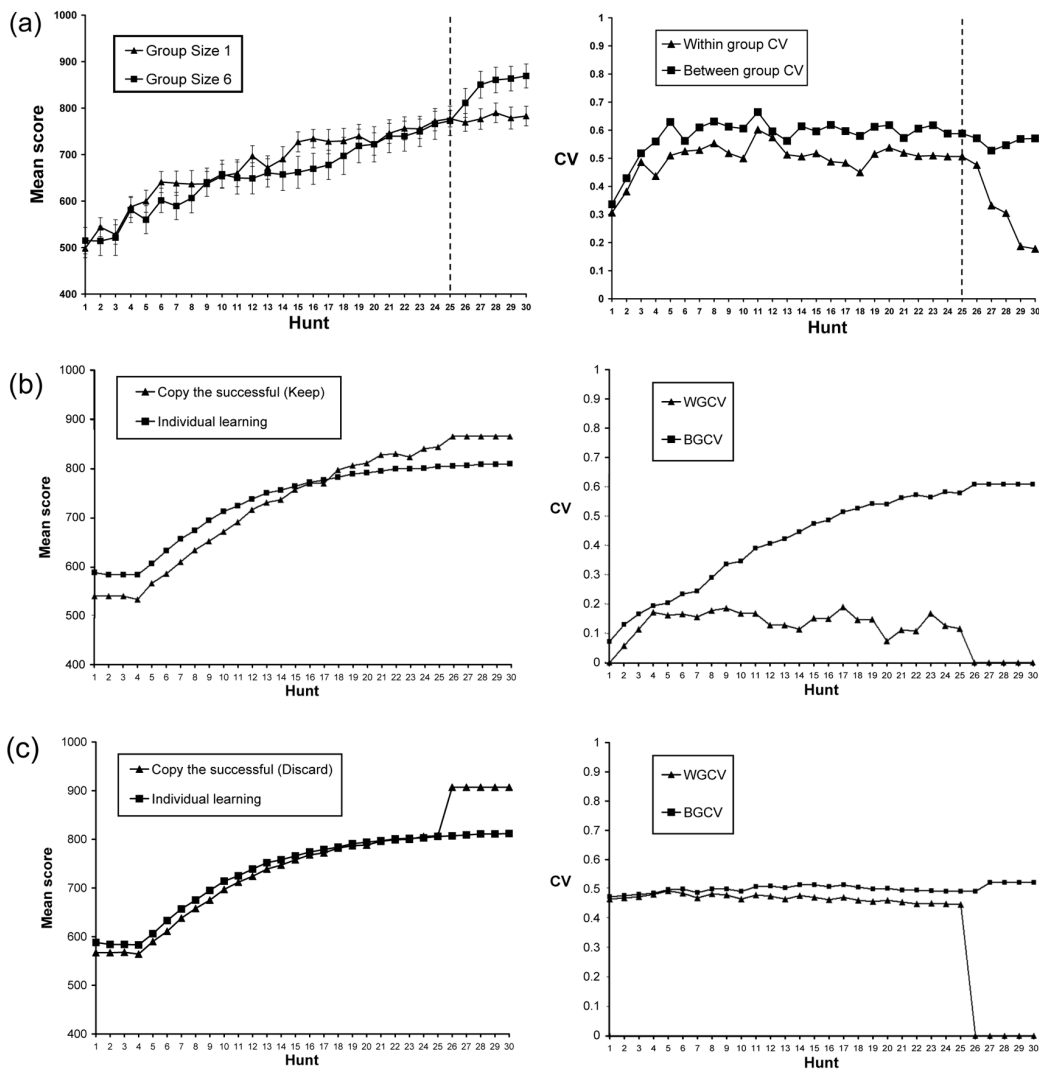 (a)
1000
900
800
700
600
500
400
Mean score
Group Size 1
Group Size 6
1 2 3 4 5 6 7 8 9 10 11 12 13 14 15 16 17 18 19 20 21 22 23 24 25 26 27 28 29 30
Hunt
1
0.9
0.8
0.7
0.6
0.5
0.4
0.3
0.2
0.1
0
CV
Within group CV
Between group CV
1 2 3 4 5 6 7 8 9 10 11 12 13 14 15 16 17 18 19 20 21 22 23 24 25 26 27 28 29 30
Hunt
(b)
1000
900
800
700
600
500
400
Mean score
Copy the successful (Keep)
Individual learning
1 2 3 4 5 6 7 8 9 10 11 12 13 14 15 16 17 18 19 20 21 22 23 24 25 26 27 28 29 30
Hunt
1
0.9
0.8
0.7
0.6
0.5
0.4
0.3
0.2
0.1
0
CV
WGCV
BGCV
1 2 3 4 5 6 7 8 9 10 11 12 13 14 15 16 17 18 19 20 21 22 23 24 25 26 27 28 29 30
Hunt
(c)
1000
900
800
700
600
500
400
Mean score
Copy the successful (Discard)
Individual learning
1 2 3 4 5 6 7 8 9 10 11 12 13 14 15 16 17 18 19 20 21 22 23 24 25 26 27 28 29 30
Hunt
1
0.9
0.8
0.7
0.6
0.5
0.4
0.3
0.2
0.1
0
CV
WGCV
BGCV
1 2 3 4 5 6 7 8 9 10 11 12 13 14 15 16 17 18 19 20 21 22 23 24 25 26 27 28 29 30
Hunt